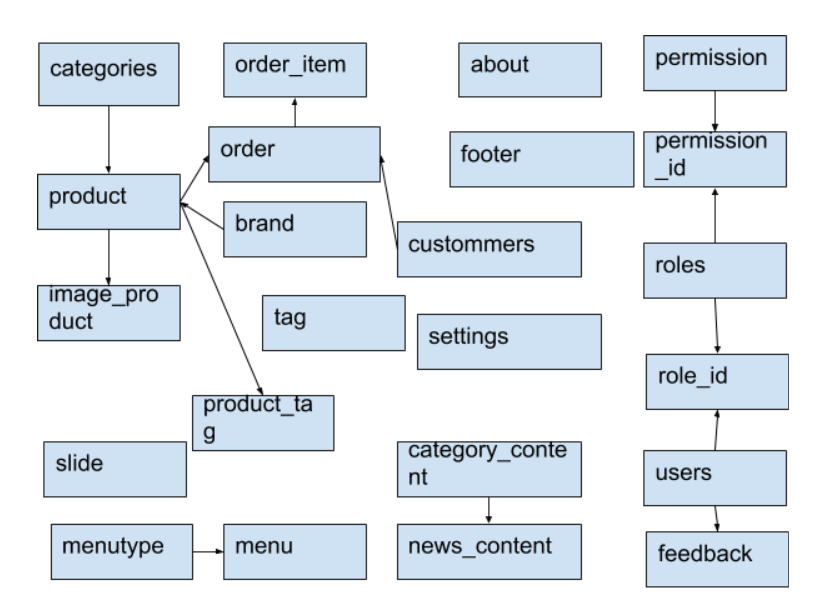 categories
order_item
about
permission
order
footer
permission
_id
product
brand
custommers
roles
image_pro
duct
tag
settings
role_id
product_ta
g
slide
category_conte
nt
users
menutype
menu
news_content
feedback